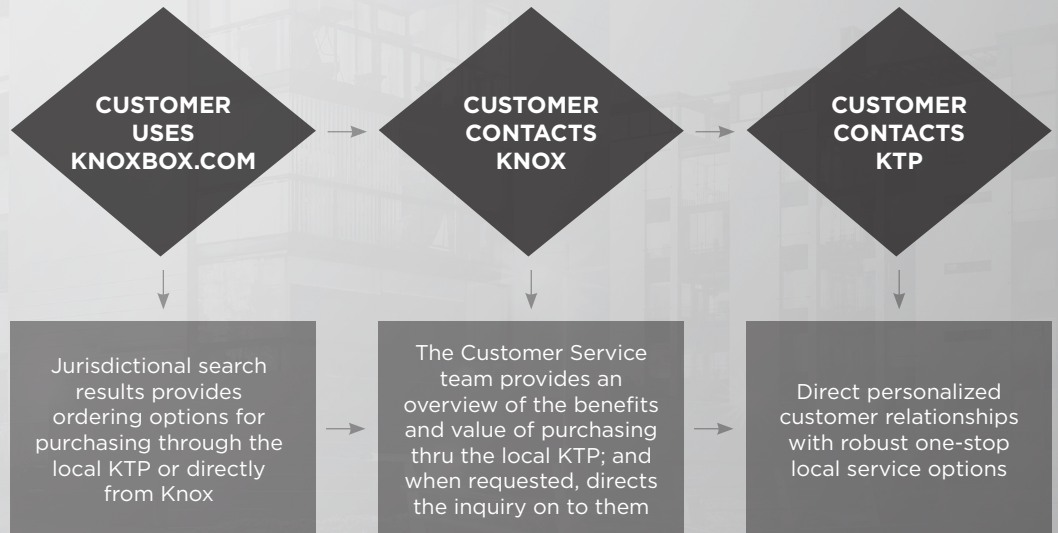 CUSTOMER
USES
KNOXBOX.COM
CUSTOMER
CONTACTS
KNOX
CUSTOMER
CONTACTS
KTP
Jurisdictional search
results provides
ordering options for
purchasing through the
local KTP or directly
from Knox
The Customer Service
team provides an
overview of the benefits
and value of purchasing
thru the local KTP; and
when requested, directs
the inquiry on to them
Direct personalized
customer relationships
with robust one-stop
local service options